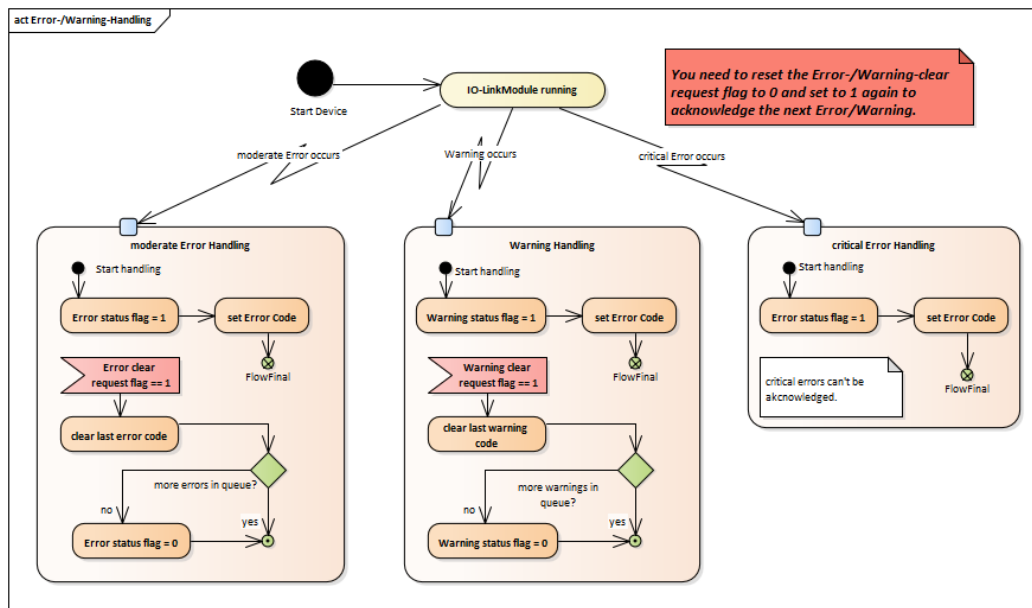 act Error-/Warning-Handling
Start Device
IO-LinkModule running
You need to reset the Error-/Warning-clear
request flag to 0 and set to 1 again to
acknowledge the next Error/Warning.
moderate Error occurs
Warning occurs
critical Error occurs
moderate Error Handling
Start handling
Error status flag = 1
set Error Code
FlowFinal
Error clear
request flag == 1
clear last error code
more errors in queue?
no
yes
Error status flag = 0
Warning Handling
Start handling
Warning status flag = 1
set Error Code
FlowFinal
Warning clear
request flag == 1
clear last warning
code
more warnings in
queue?
no
yes
Warning status flag = 0
critical Error Handling
Start handling
Error status flag = 1
set Error Code
FlowFinal
critical errors can't be
akcnowledged.